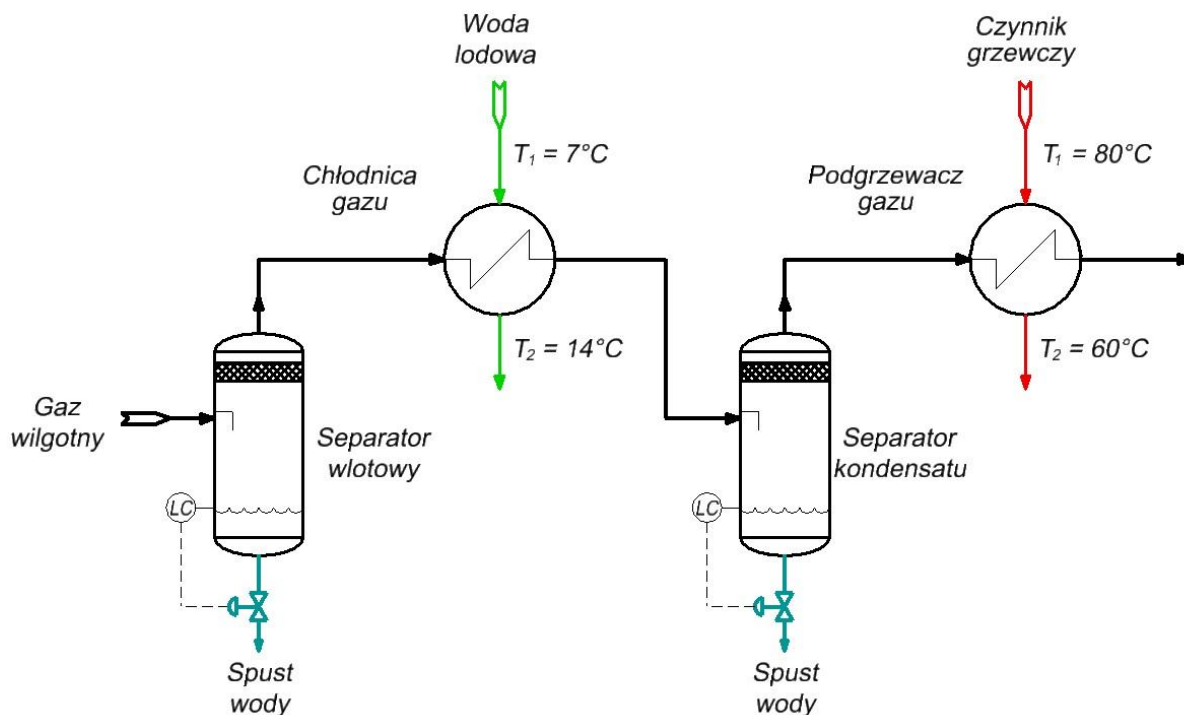 Woda
lodowa
Czynnik
grzewczy
T₁ = 7°C
T₁ = 80°C
Chłodnica
gazu
Podgrzewacz
gazu
T₂ = 14°C
T₂ = 60°C
Gaz
wilgotny
Separator
wlotowy
Separator
kondensatu
LC
LC
Spust
wody
Spust
wody